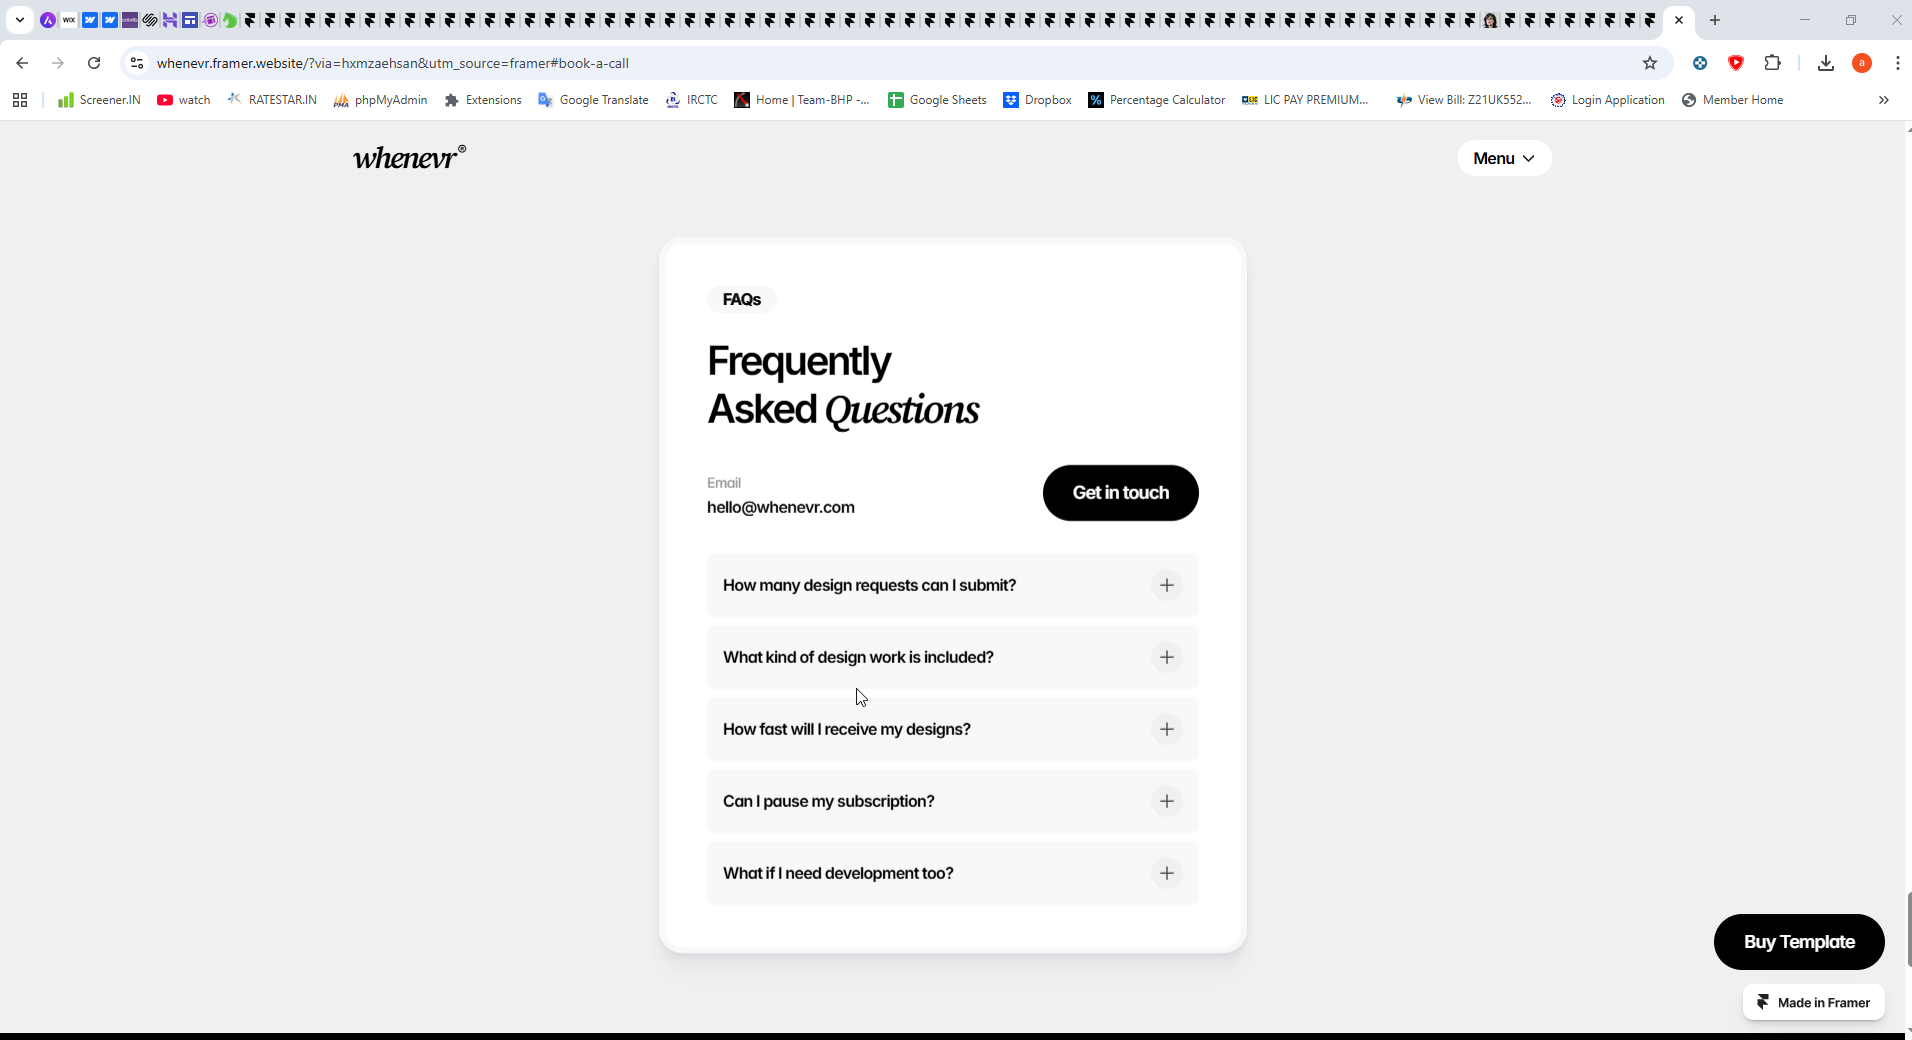 WIX
whenevr.framer.website/?via=hxmzaehsan&utm_source=framer#book-a-call
a
Screener.IN
watch
RATESTAR.IN
phpMyAdmin
Extensions
Google Translate
IRCTC
Home | Team-BHP -...
Google Sheets
Dropbox
Percentage Calculator
LIC PAY PREMIUM...
View Bill: Z21UK552...
Login Application
Member Home
whenevr®
Menu
FAQs
Frequently
Asked Questions
Email
hello@whenevr.com
Get in touch
How many design requests can I submit?
What kind of design work is included?
How fast will I receive my designs?
Can I pause my subscription?
What if I need development too?
Buy Template
Made in Framer